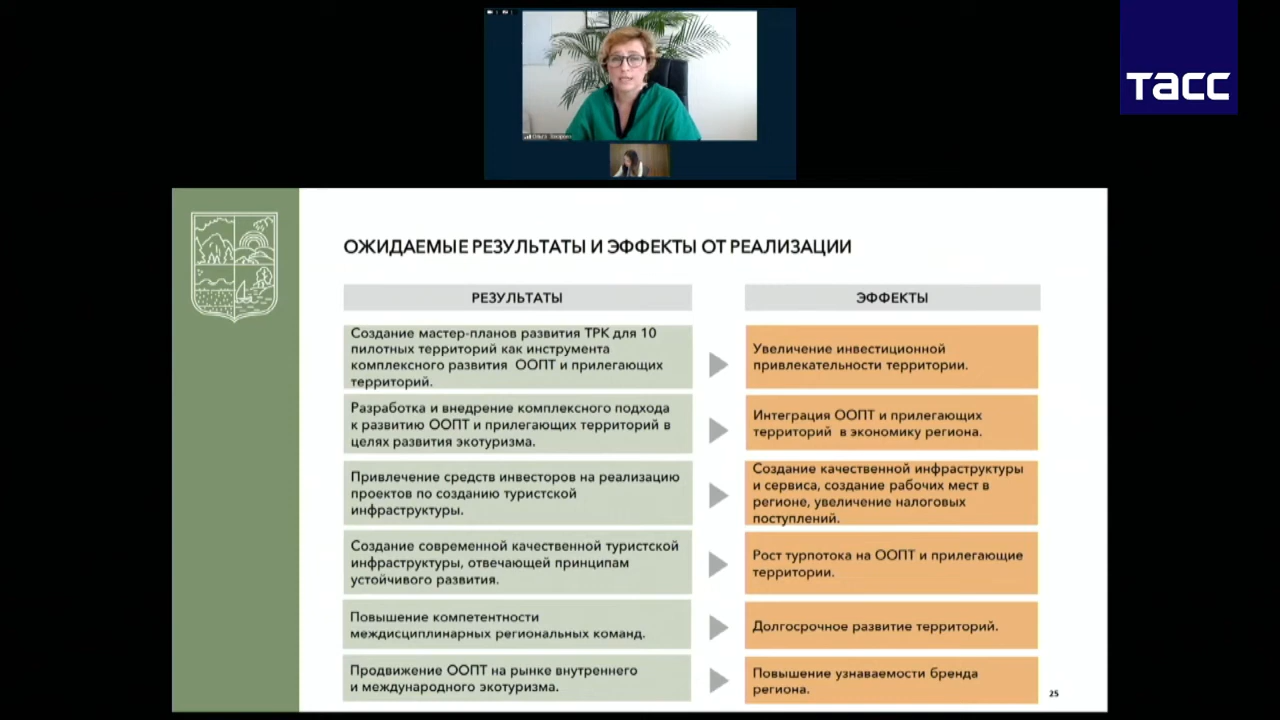 ТАСС
ОЖИДАЕМЫЕ РЕЗУЛЬТАТЫ И ЭФФЕКТЫ ОТ РЕАЛИЗАЦИИ
РЕЗУЛЬТАТЫ
ЭФФЕКТЫ
Создание мастер-планов развития ТРК для 10
пилотных территорий как инструмента
комплексного развития ООПТ и прилегающих
территорий.
Увеличение инвестиционной
привлекательности территории.
Разработка и внедрение комплексного подхода
к развитию ООПТ и прилегающих территорий в
целях развития экотуризма.
Интеграция ООПТ и прилегающих
территорий в экономику региона.
Привлечение средств инвесторов на реализацию
проектов по созданию туристской
инфраструктуры.
Создание качественной инфраструктуры
и сервиса, создание рабочих мест в
регионе, увеличение налоговых
поступлений.
Создание современной качественной туристской
инфраструктуры, отвечающей принципам
устойчивого развития.
Рост турпотока на ООПТ и прилегающие
территории.
Повышение компетентности
междисциплинарных региональных команд.
Долгосрочное развитие территорий.
Продвижение ООПТ на рынке внутреннего
и международного экотуризма.
Повышение узнаваемости бренда
региона.
25